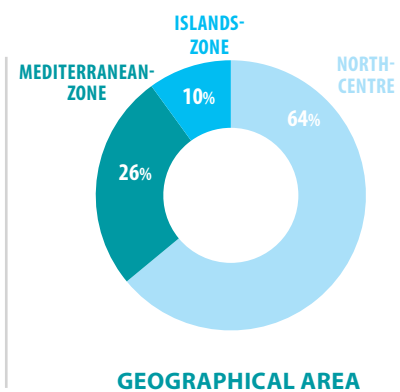 ISLANDS-
ZONE
MEDITERRANEAN-
ZONE
NORTH-
CENTRE
10%
64%
26%
GEOGRAPHICAL AREA